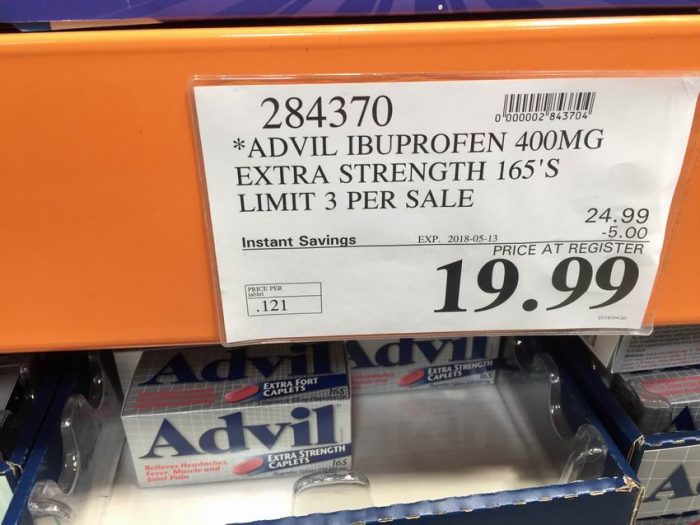 284370
0 000002 843704
*ADVIL IBUPROFEN 400MG
EXTRA STRENGTH 165'S
LIMIT 3 PER SALE
24.99
-5.00
Instant Savings
EXP. 2018-05-13
PRICE AT REGISTER
19.99
PRICE PER
tablet
.121
Advil
EXTRA FORT
CAPLETS
165
Advil
EXTRA STRENGTH
CAPLETS
Advil
EXTRA STRENGTH
CAPLETS
165
Relieves Headaches,
Fever, Muscle and
Joint Pain